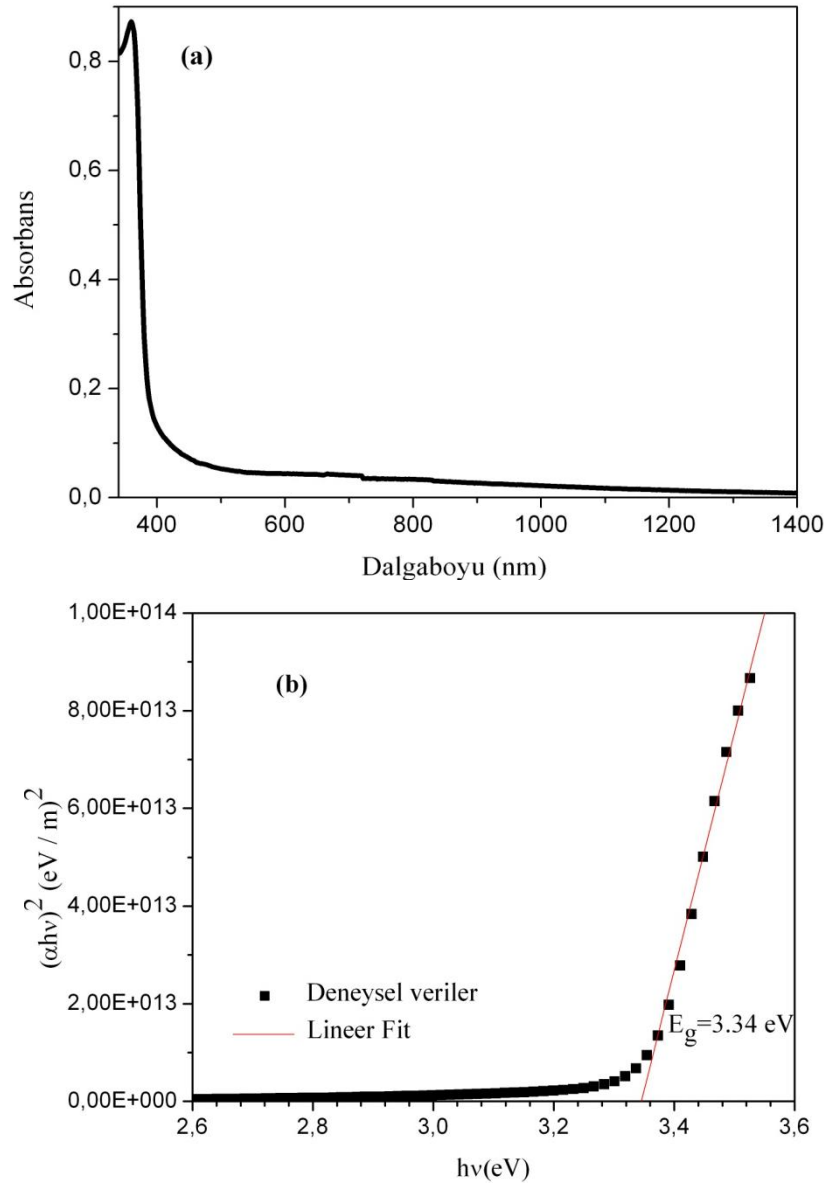 (a)
Absorbans
0,8
0,6
0,4
0,2
0,0
400 600 800 1000 1200 1400
Dalgaboyu (nm)
(b)
(αhν)² (eV / m)²
1,00E+014
8,00E+013
6,00E+013
4,00E+013
2,00E+013
0,00E+000
Deneysel veriler
Lineer Fit
E_g=3.34 eV
2,6 2,8 3,0 3,2 3,4 3,6
hν(eV)